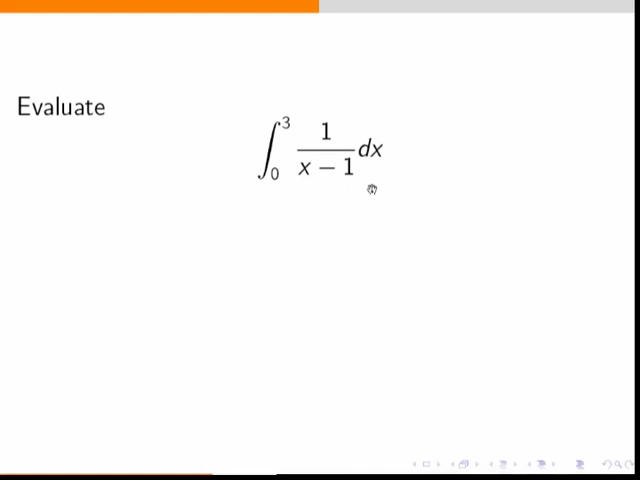 Evaluate
∫₀³ 1/(x − 1) dx